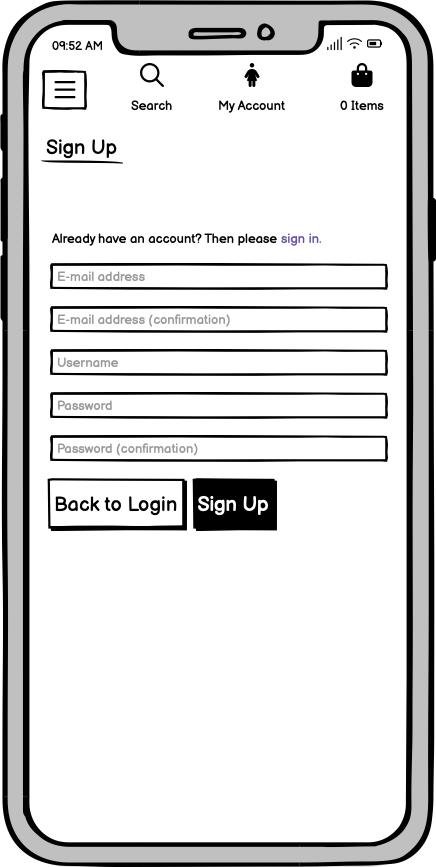 09:52 AM
Search
My Account
0 Items
Sign Up
Already have an account? Then please sign in.
E-mail address
E-mail address (confirmation)
Username
Password
Password (confirmation)
Back to Login
Sign Up